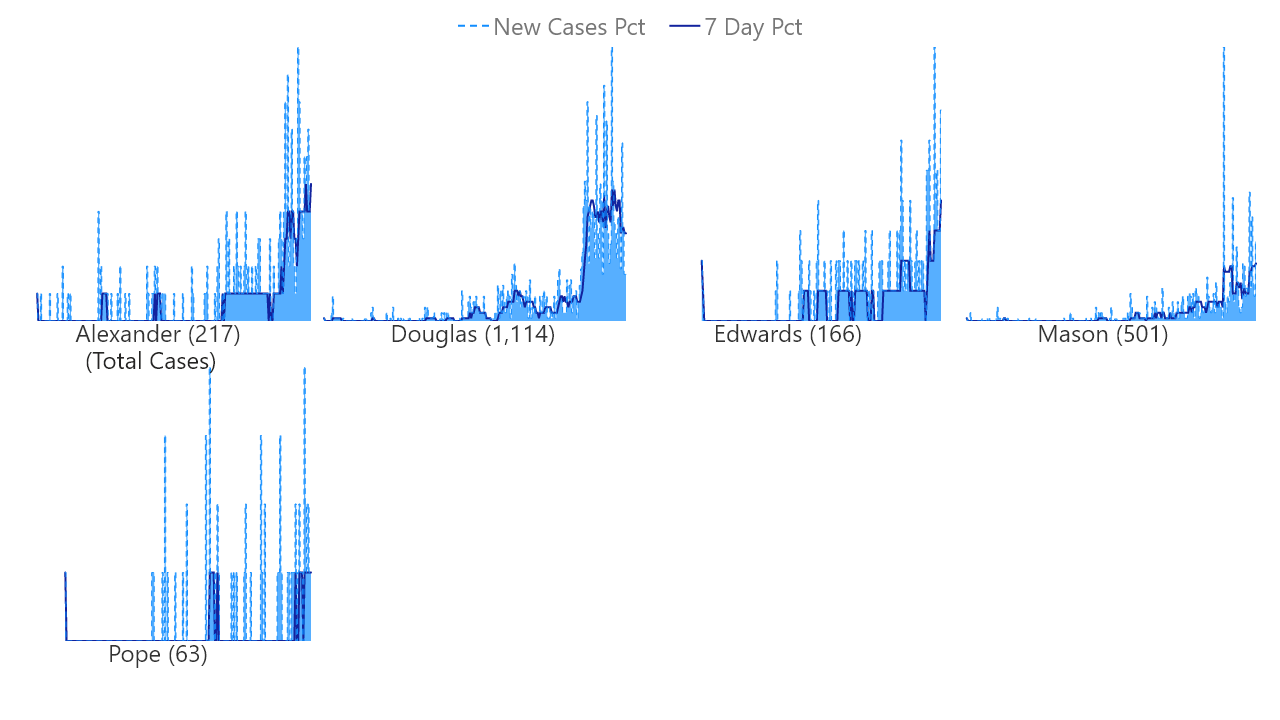 New Cases Pct 7 Day Pct
Alexander (217) Douglas (1,114) Edwards (166) Mason (501)
(Total Cases)
Pope (63)